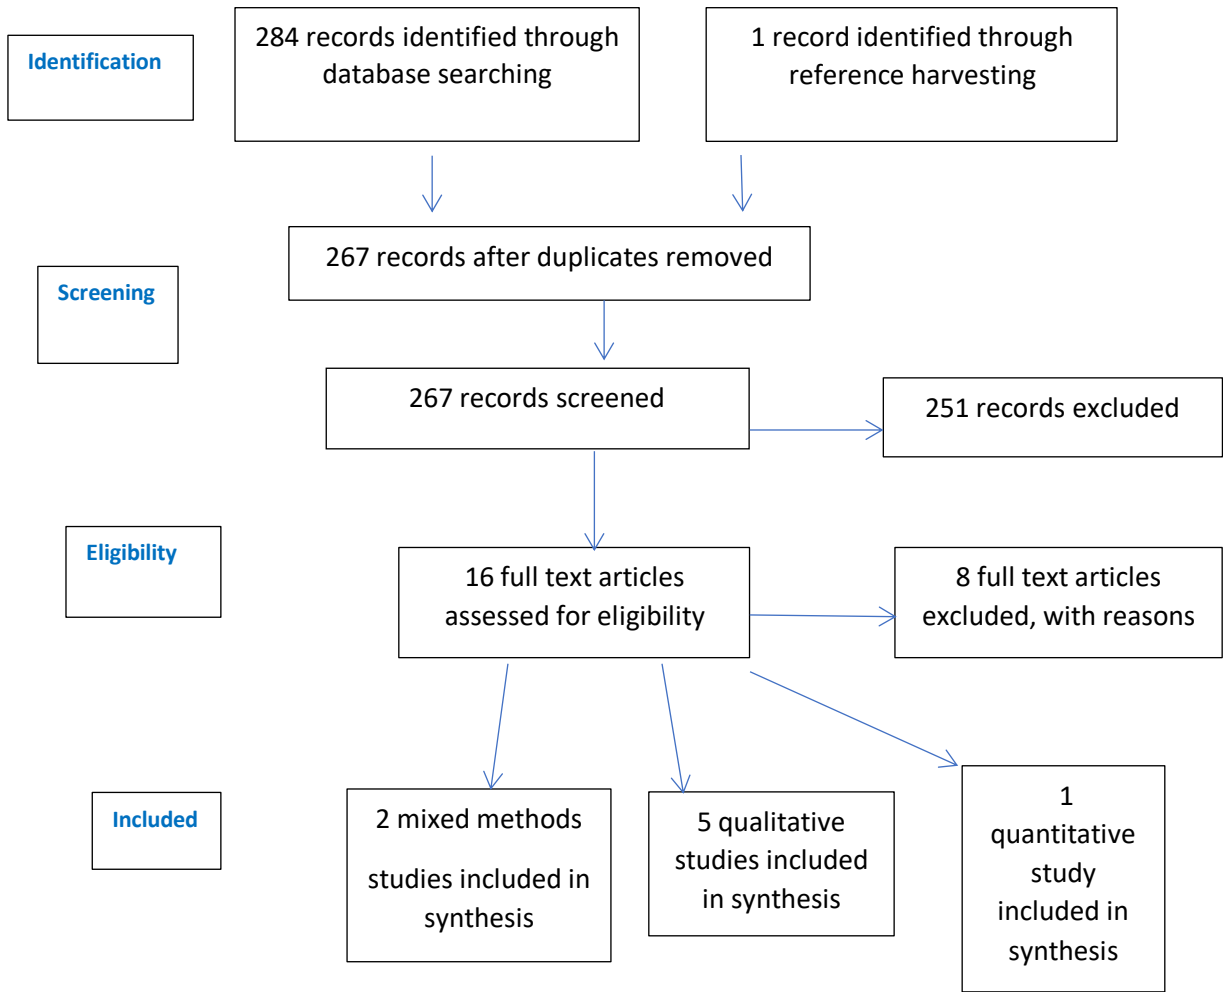 Identification
284 records identified through
database searching
1 record identified through
reference harvesting
267 records after duplicates removed
Screening
267 records screened
251 records excluded
Eligibility
16 full text articles
assessed for eligibility
8 full text articles
excluded, with reasons
Included
2 mixed methods
studies included in
synthesis
5 qualitative
studies included
in synthesis
1
quantitative
study
included in
synthesis